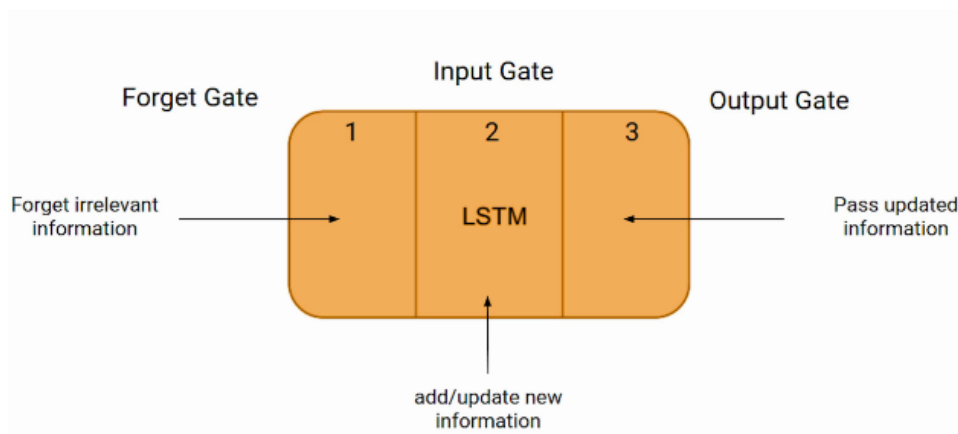 Input Gate
Forget Gate
Output Gate
1
2
3
Forget irrelevant
information
LSTM
Pass updated
information
add/update new
information